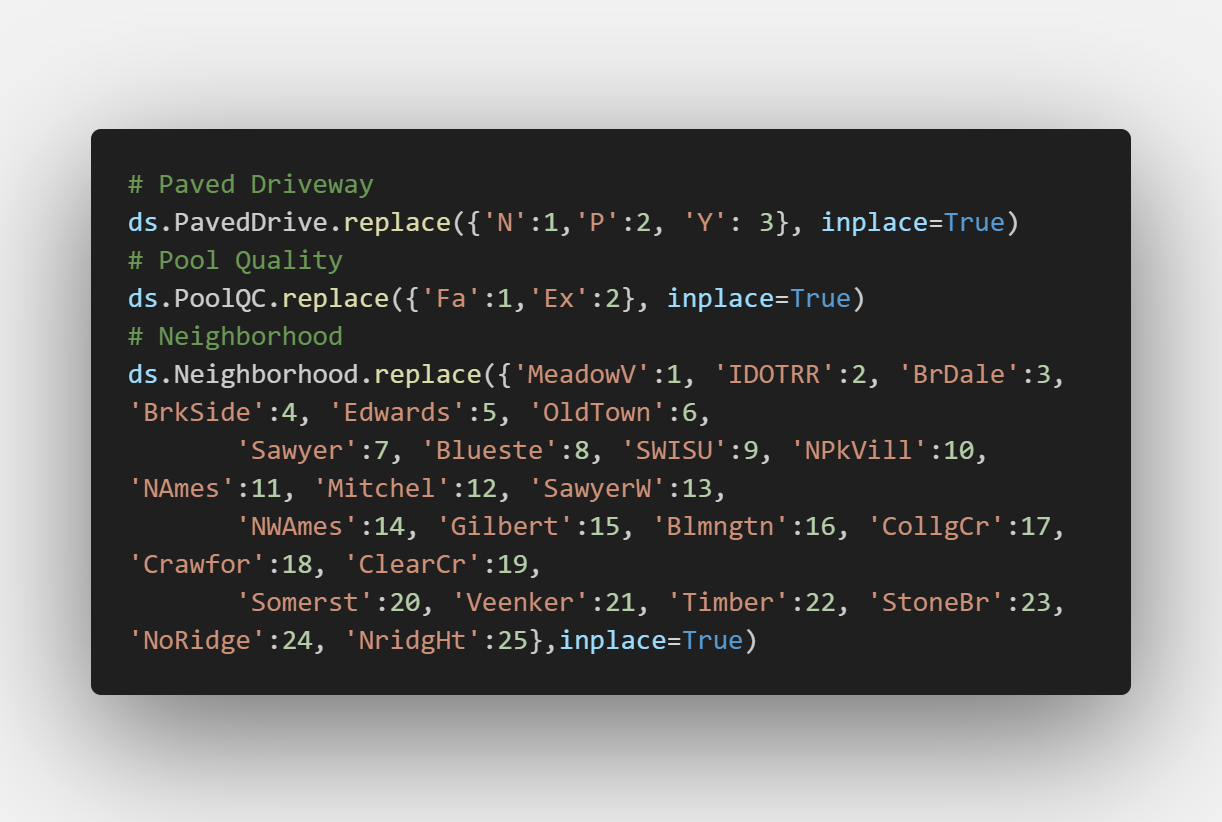 # Paved Driveway
ds.PavedDrive.replace({'N':1,'P':2, 'Y': 3}, inplace=True)
# Pool Quality
ds.PoolQC.replace({'Fa':1,'Ex':2}, inplace=True)
# Neighborhood
ds.Neighborhood.replace({'MeadowV':1, 'IDOTRR':2, 'BrDale':3,
'BrkSide':4, 'Edwards':5, 'OldTown':6,
       'Sawyer':7, 'Blueste':8, 'SWISU':9, 'NPkVill':10,
'NAmes':11, 'Mitchel':12, 'SawyerW':13,
       'NWAmes':14, 'Gilbert':15, 'Blmngtn':16, 'CollgCr':17,
'Crawfor':18, 'ClearCr':19,
       'Somerst':20, 'Veenker':21, 'Timber':22, 'StoneBr':23,
'NoRidge':24, 'NridgHt':25},inplace=True)